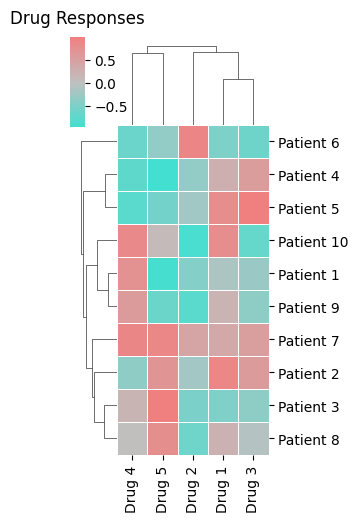 Drug Responses
0.5
0.0
−0.5
Patient 6
Patient 4
Patient 5
Patient 10
Patient 1
Patient 9
Patient 7
Patient 2
Patient 3
Patient 8
Drug 4
Drug 5
Drug 2
Drug 1
Drug 3